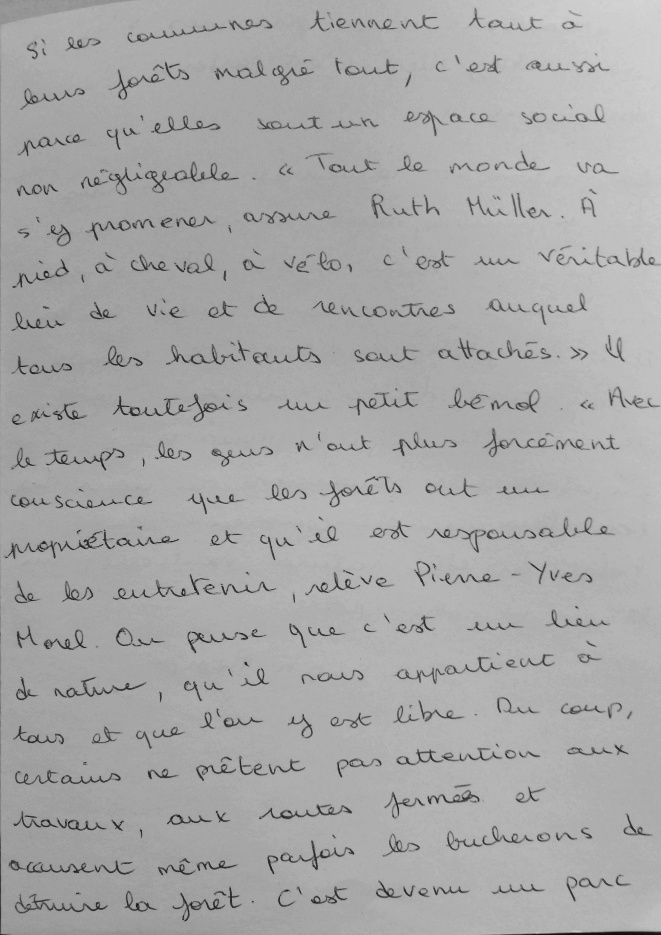 Si les communes tiennent tant à
leurs forêts malgré tout, c'est aussi
parce qu'elles sont un espace social
non négligeable. « Tout le monde va
s'y promener, assure Ruth Müller. À
pied, à cheval, à vélo, c'est un véritable
lieu de vie et de rencontres auquel
tous les habitants sont attachés. » Il
existe toutefois un petit bémol. « Avec
le temps, les gens n'ont plus forcément
conscience que les forêts ont un
propriétaire et qu'il est responsable
de les entretenir, relève Pierre-Yves
Morel. On pense que c'est un lieu
de nature, qu'il nous appartient à
tous et que l'on y est libre. Du coup,
certains ne prêtent pas attention aux
travaux, aux routes fermées et
accusent même parfois les bucherons de
détruire la forêt. C'est devenu un parc